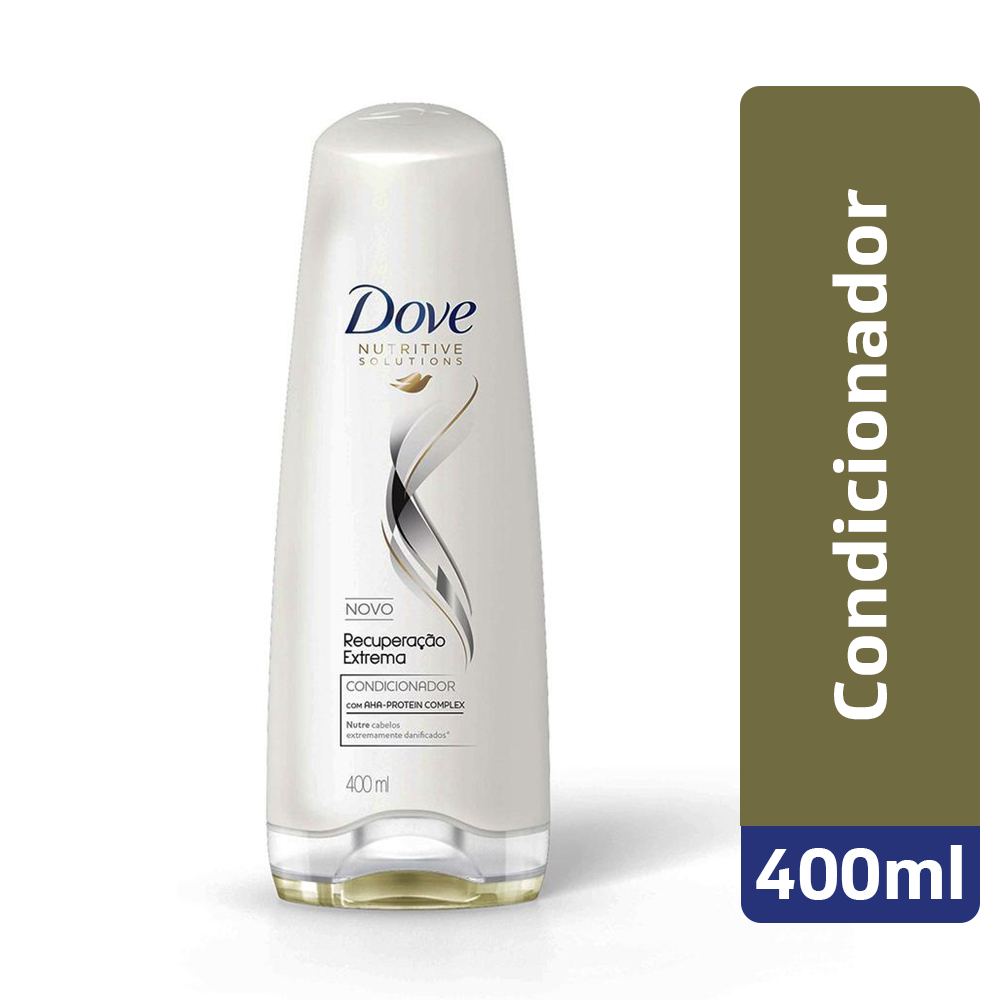 Dove
NUTRITIVE
SOLUTIONS
NOVO
Recuperação
Extrema
CONDICIONADOR
COM AHA-PROTEIN COMPLEX
Nutre cabelos
extremamente danificados*
400 ml
Condicionador
400ml